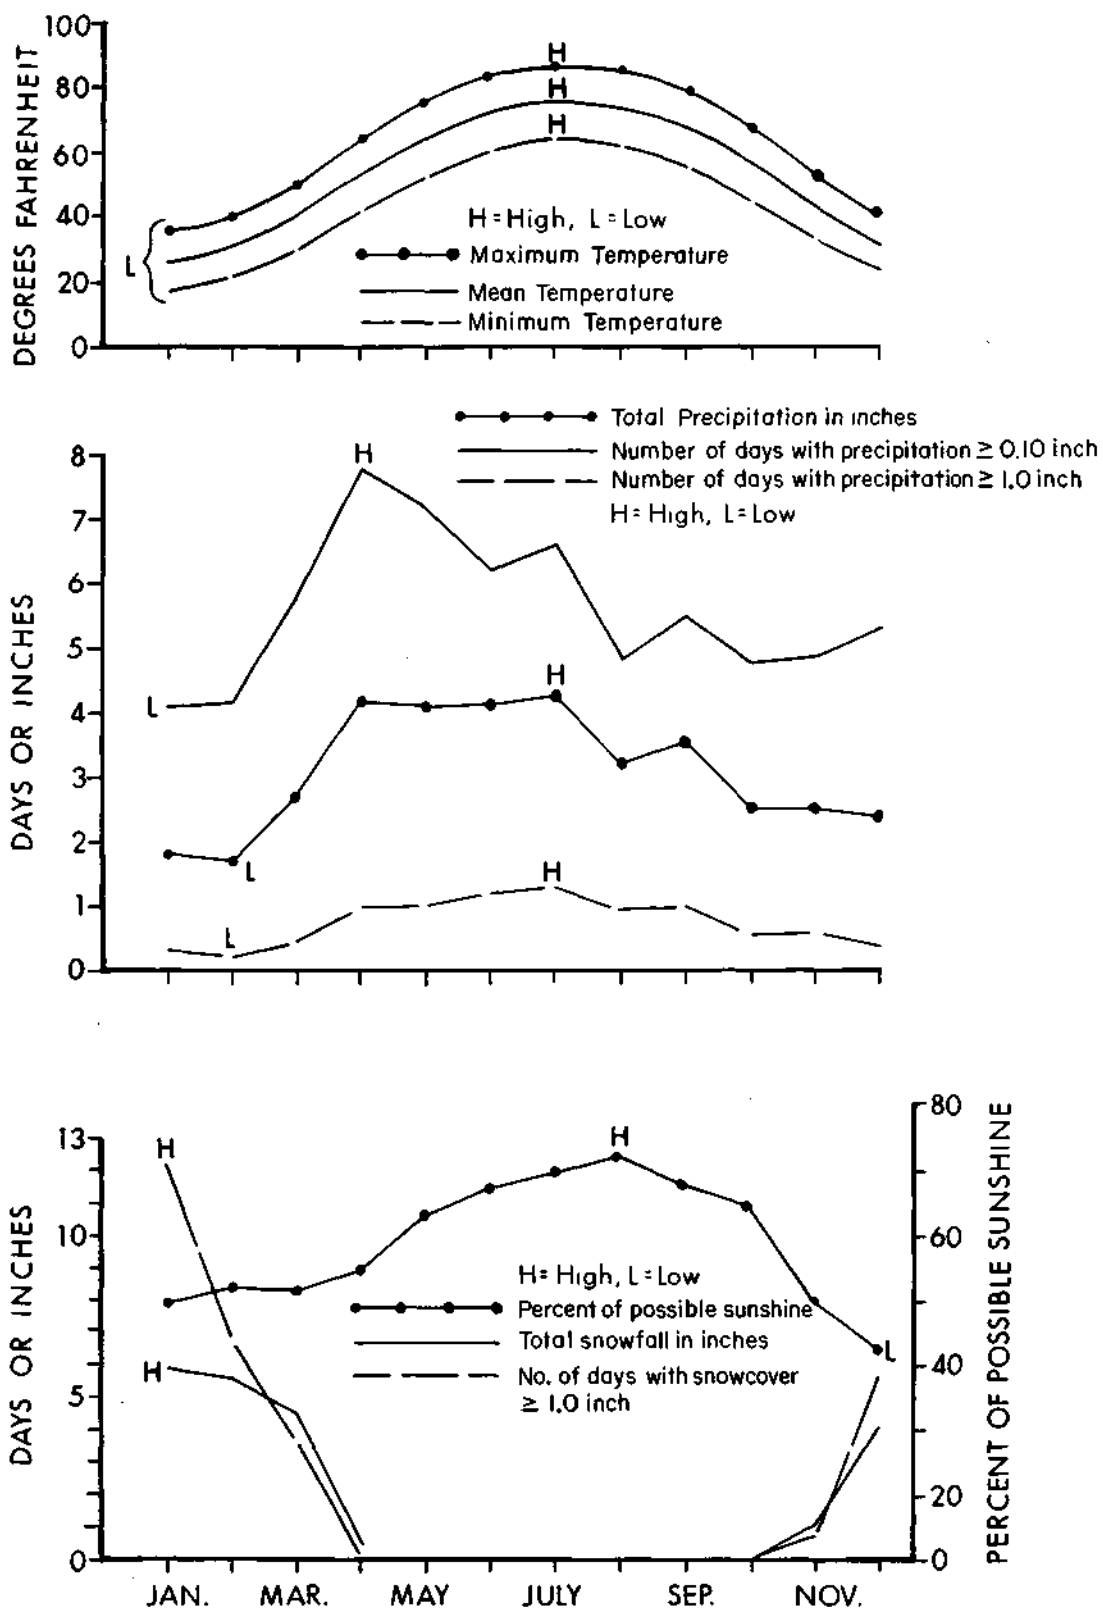 DEGREES FAHRENHEIT
100
80
60
40
20
0
H
H
H
L
H = High, L = Low
Maximum Temperature
Mean Temperature
Minimum Temperature
DAYS OR INCHES
8
7
6
5
4
3
2
1
0
Total Precipitation in inches
Number of days with precipitation ≥ 0.10 inch
Number of days with precipitation ≥ 1.0 inch
H = High, L = Low
H
L
H
L
H
L
DAYS OR INCHES
13
10
5
0
H
H
H
L
H = High, L = Low
Percent of possible sunshine
Total snowfall in inches
No. of days with snowcover
≥ 1.0 inch
80
60
40
20
0
PERCENT OF POSSIBLE SUNSHINE
JAN. MAR. MAY JULY SEP. NOV.